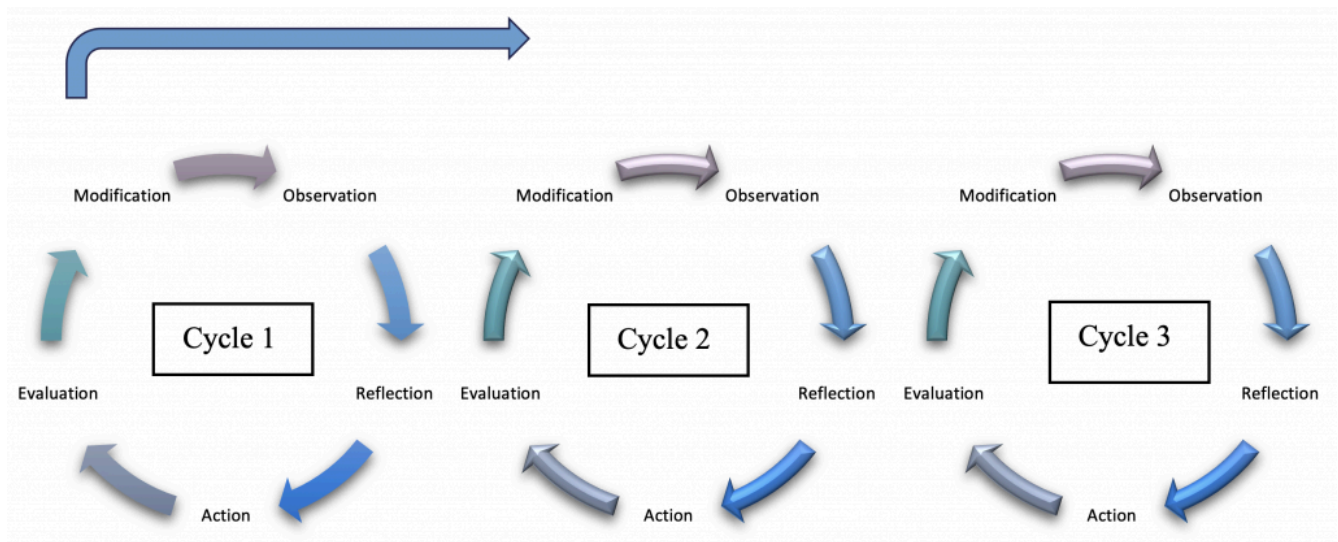 Modification
Observation
Modification
Observation
Modification
Observation
Cycle 1
Cycle 2
Cycle 3
Evaluation
Reflection
Evaluation
Reflection
Evaluation
Reflection
Action
Action
Action